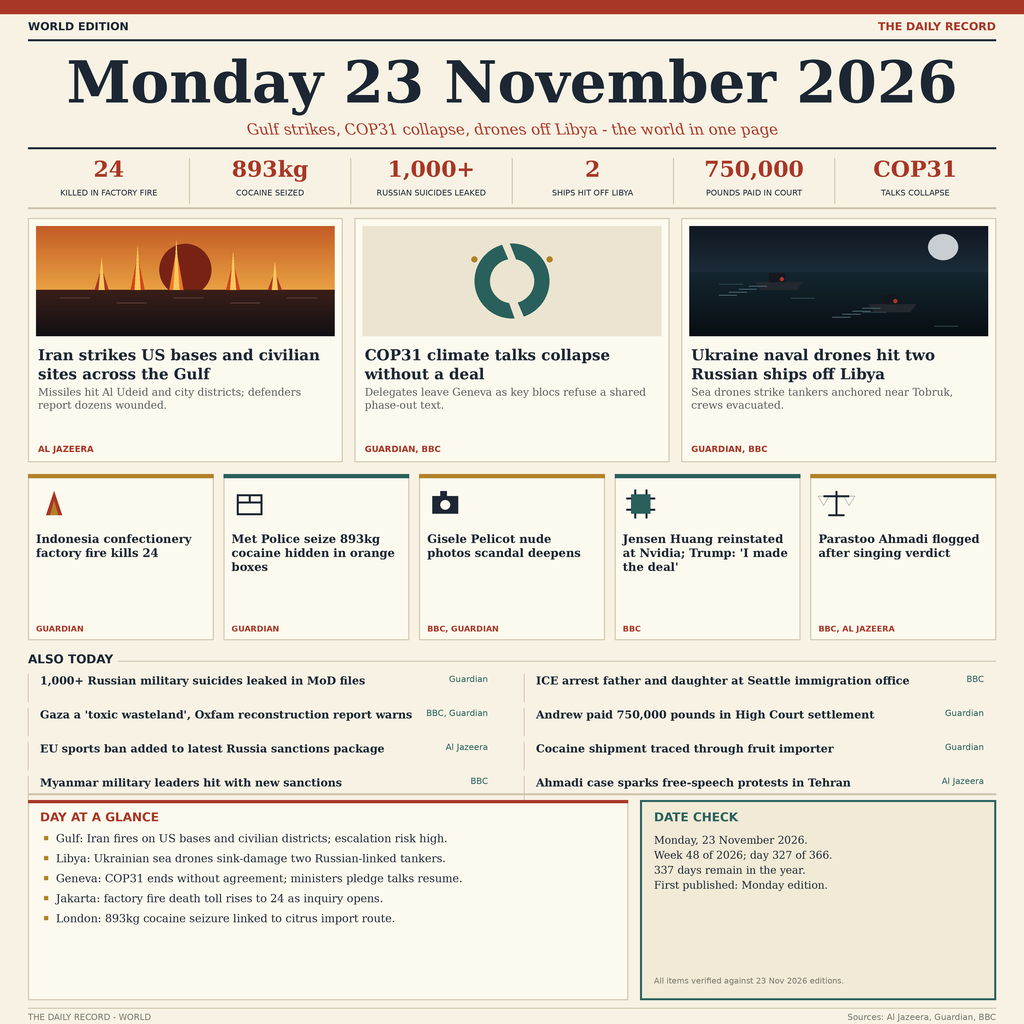 WORLD EDITION
THE DAILY RECORD
Monday 23 November 2026
Gulf strikes, COP31 collapse, drones off Libya - the world in one page
24
KILLED IN FACTORY FIRE
893kg
COCAINE SEIZED
1,000+
RUSSIAN SUICIDES LEAKED
2
SHIPS HIT OFF LIBYA
750,000
POUNDS PAID IN COURT
COP31
TALKS COLLAPSE
Iran strikes US bases and civilian
sites across the Gulf
Missiles hit Al Udeid and city districts; defenders
report dozens wounded.
AL JAZEERA
COP31 climate talks collapse
without a deal
Delegates leave Geneva as key blocs refuse a shared
phase-out text.
GUARDIAN, BBC
Ukraine naval drones hit two
Russian ships off Libya
Sea drones strike tankers anchored near Tobruk,
crews evacuated.
GUARDIAN, BBC
Indonesia confectionery
factory fire kills 24
GUARDIAN
Met Police seize 893kg
cocaine hidden in orange
boxes
GUARDIAN
Gisele Pelicot nude
photos scandal deepens
BBC, GUARDIAN
Jensen Huang reinstated
at Nvidia; Trump: 'I made
the deal'
BBC
Parastoo Ahmadi flogged
after singing verdict
BBC, AL JAZEERA
ALSO TODAY
1,000+ Russian military suicides leaked in MoD files
Guardian
Gaza a 'toxic wasteland', Oxfam reconstruction report warns
BBC, Guardian
EU sports ban added to latest Russia sanctions package
Al Jazeera
Myanmar military leaders hit with new sanctions
BBC
ICE arrest father and daughter at Seattle immigration office
BBC
Andrew paid 750,000 pounds in High Court settlement
Guardian
Cocaine shipment traced through fruit importer
Guardian
Ahmadi case sparks free-speech protests in Tehran
Al Jazeera
DAY AT A GLANCE
Gulf: Iran fires on US bases and civilian districts; escalation risk high.
Libya: Ukrainian sea drones sink-damage two Russian-linked tankers.
Geneva: COP31 ends without agreement; ministers pledge talks resume.
Jakarta: factory fire death toll rises to 24 as inquiry opens.
London: 893kg cocaine seizure linked to citrus import route.
DATE CHECK
Monday, 23 November 2026.
Week 48 of 2026; day 327 of 366.
337 days remain in the year.
First published: Monday edition.
All items verified against 23 Nov 2026 editions.
THE DAILY RECORD - WORLD
Sources: Al Jazeera, Guardian, BBC